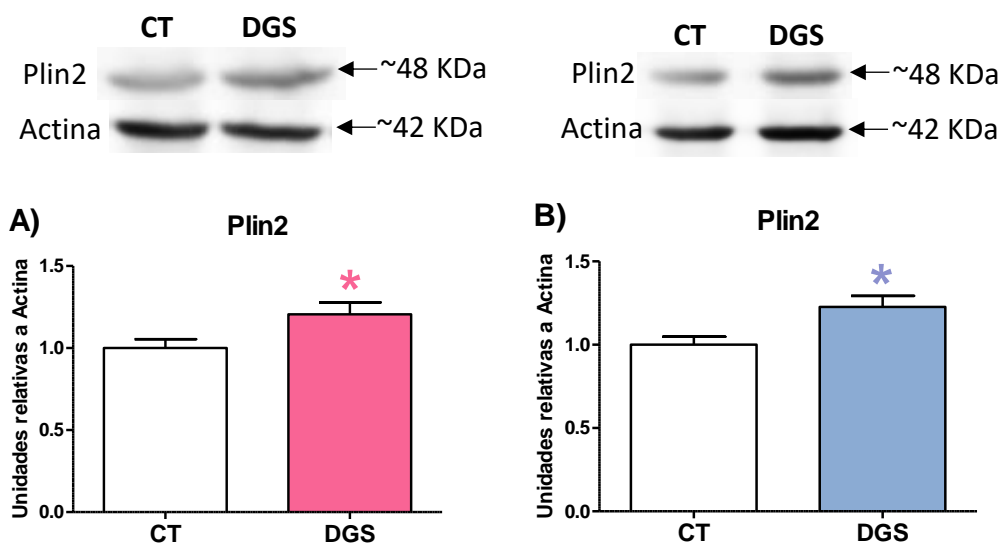 CT DGS
Plin2 ~48 KDa
Actina ~42 KDa
CT DGS
Plin2 ~48 KDa
Actina ~42 KDa
A)
Plin2
Unidades relativas a Actina
1.5
*
1.0
0.5
0.0
CT DGS
B)
Plin2
Unidades relativas a Actina
1.5
*
1.0
0.5
0.0
CT DGS